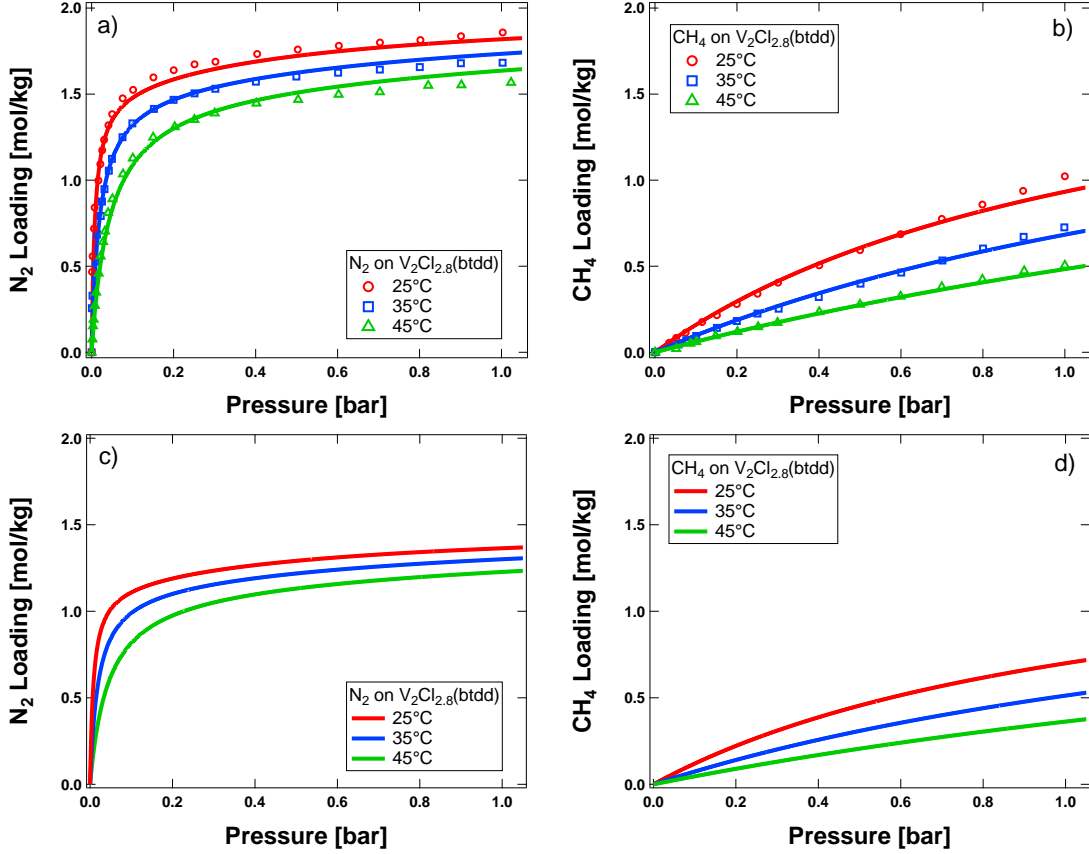 a)
N2 Loading [mol/kg]
2.0
1.5
1.0
0.5
0.0
N2 on V2Cl2.8(btdd)
25°C
35°C
45°C
0.0 0.2 0.4 0.6 0.8 1.0
Pressure [bar]
b)
CH4 Loading [mol/kg]
2.0
1.5
1.0
0.5
0.0
CH4 on V2Cl2.8(btdd)
25°C
35°C
45°C
0.0 0.2 0.4 0.6 0.8 1.0
Pressure [bar]
c)
N2 Loading [mol/kg]
2.0
1.5
1.0
0.5
0.0
N2 on V2Cl2.8(btdd)
25°C
35°C
45°C
0.0 0.2 0.4 0.6 0.8 1.0
Pressure [bar]
d)
CH4 Loading [mol/kg]
2.0
1.5
1.0
0.5
0.0
CH4 on V2Cl2.8(btdd)
25°C
35°C
45°C
0.0 0.2 0.4 0.6 0.8 1.0
Pressure [bar]